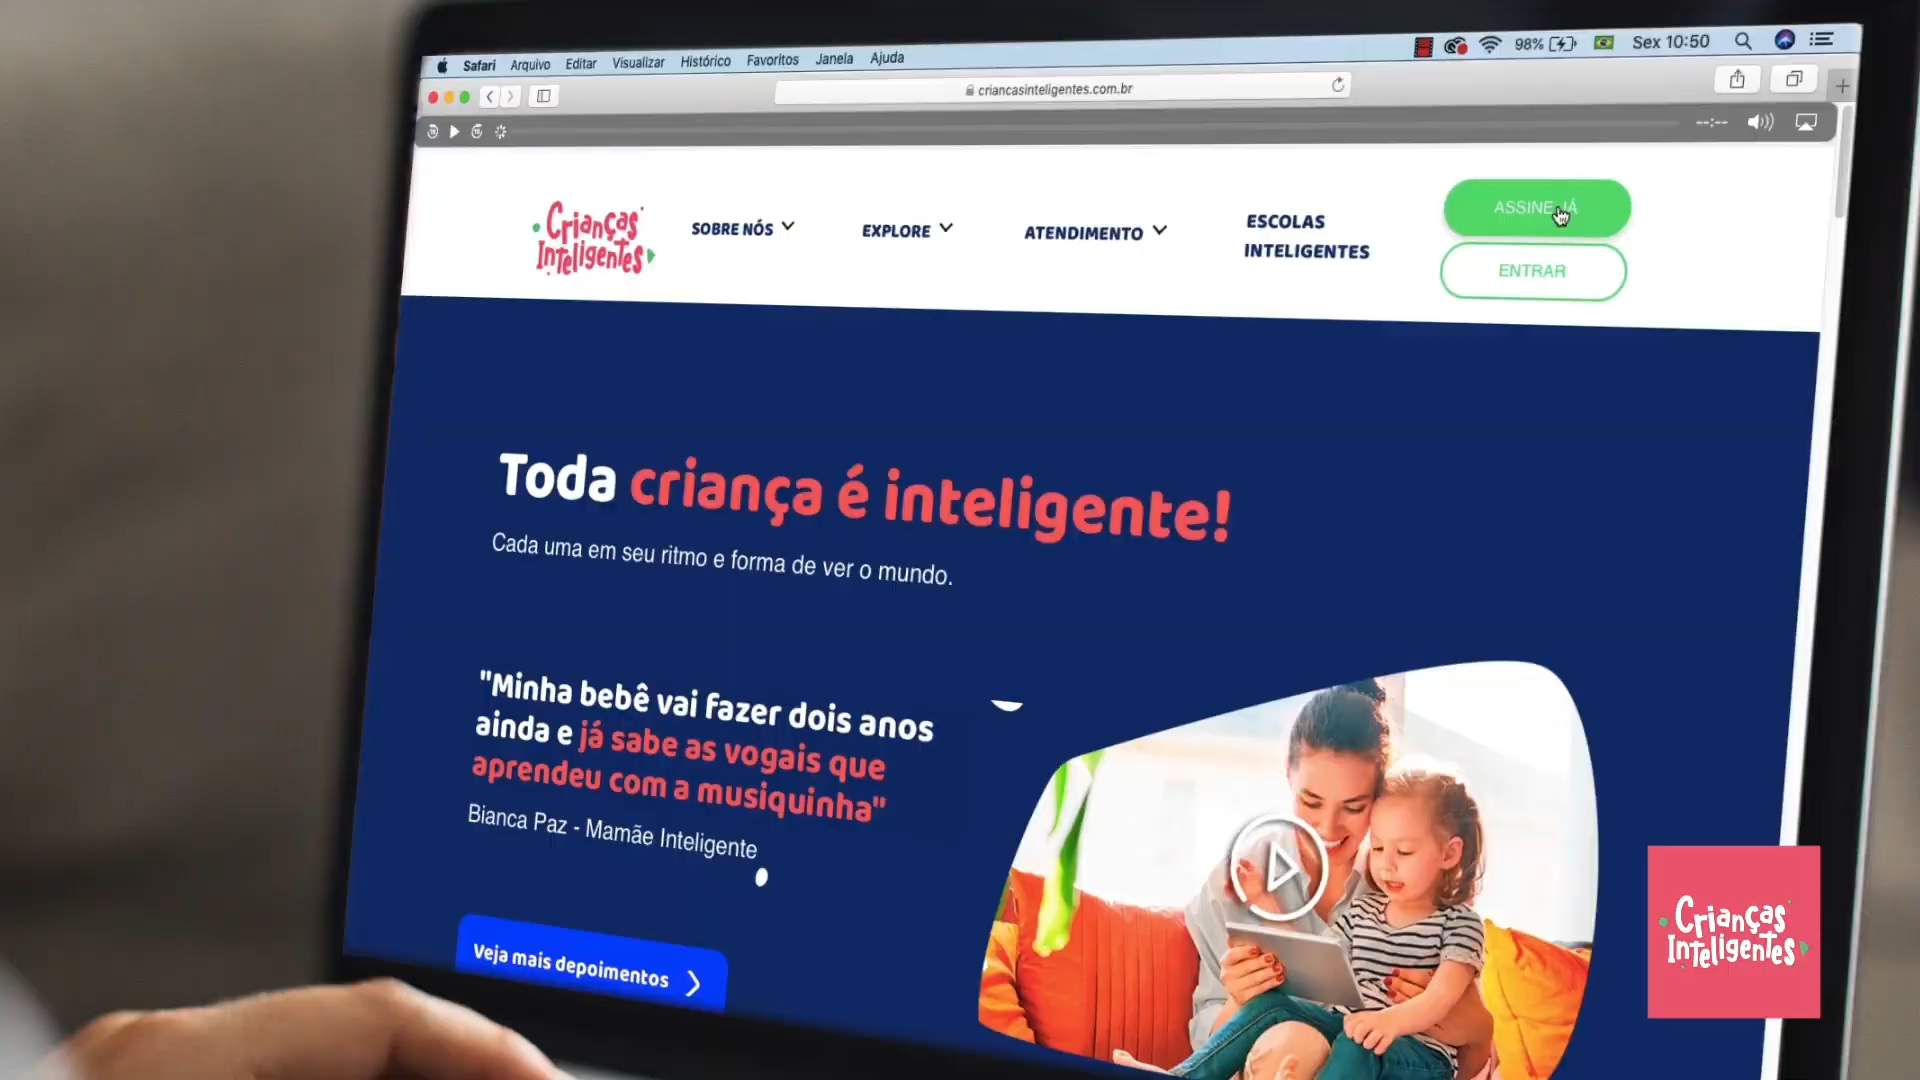 Safari Arquivo Editar Visualizar Histórico Favoritos Janela Ajuda
98% Sex 10:50
criancasinteligentes.com.br
--:--
Crianças
Inteligentes
SOBRE NÓS
EXPLORE
ATENDIMENTO
ESCOLAS
INTELIGENTES
ASSINE JÁ
ENTRAR
Toda criança é inteligente!
Cada uma em seu ritmo e forma de ver o mundo.
"Minha bebê vai fazer dois anos
ainda e já sabe as vogais que
aprendeu com a musiquinha"
Bianca Paz - Mamãe Inteligente
Veja mais depoimentos
Crianças
Inteligentes